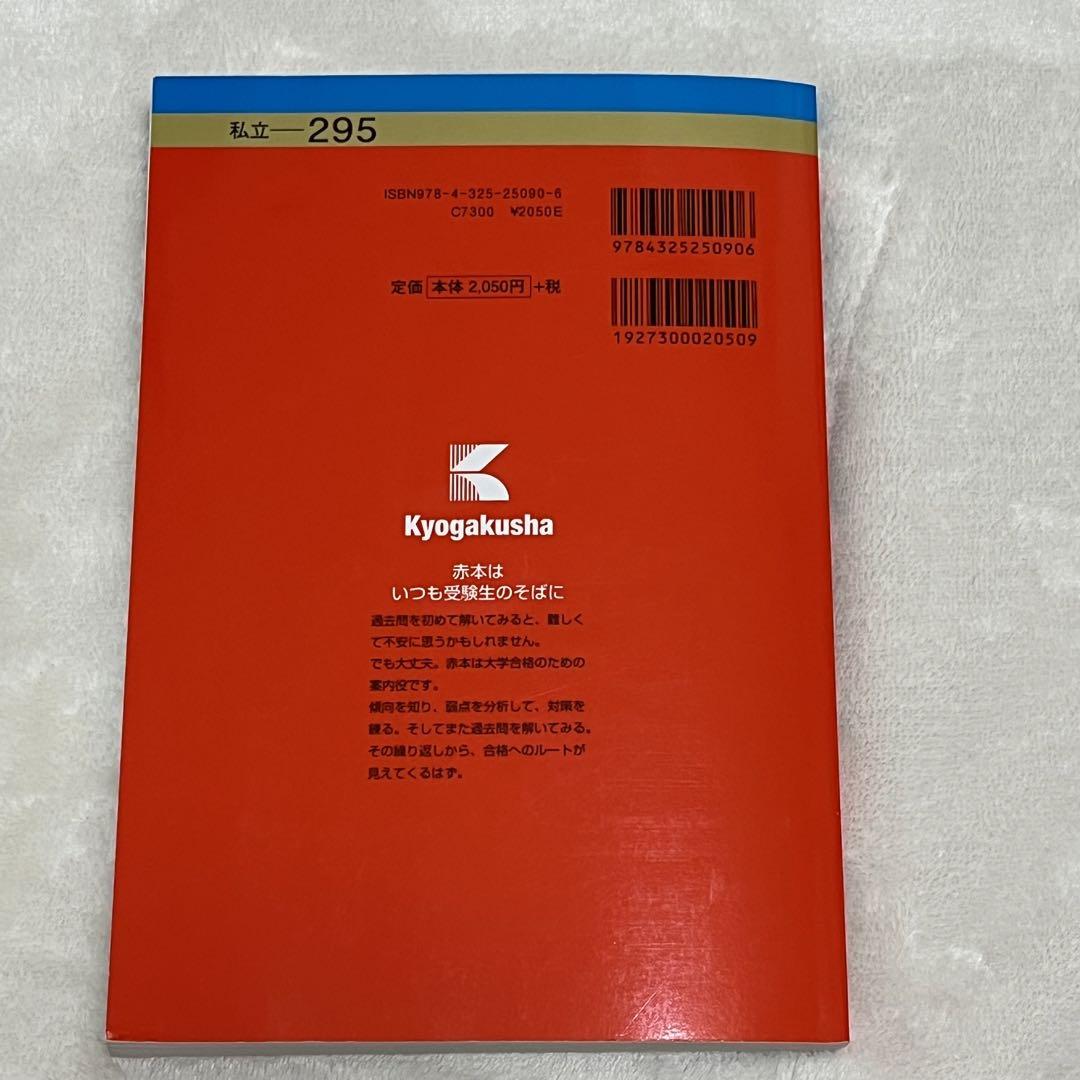 私立―295
ISBN978-4-325-25090-6
C7300 ¥2050E
定価 本体 2,050円 +税
9784325250906
1927300020509
Kyogakusha
赤本は
いつも受験生のそばに
過去問を初めて解いてみると、難しく
て不安に思うかもしれません。
でも大丈夫。赤本は大学合格のための
案内役です。
傾向を知り、弱点を分析して、対策を
練る。そしてまた過去問を解いてみる。
その繰り返しから、合格へのルートが
見えてくるはず。